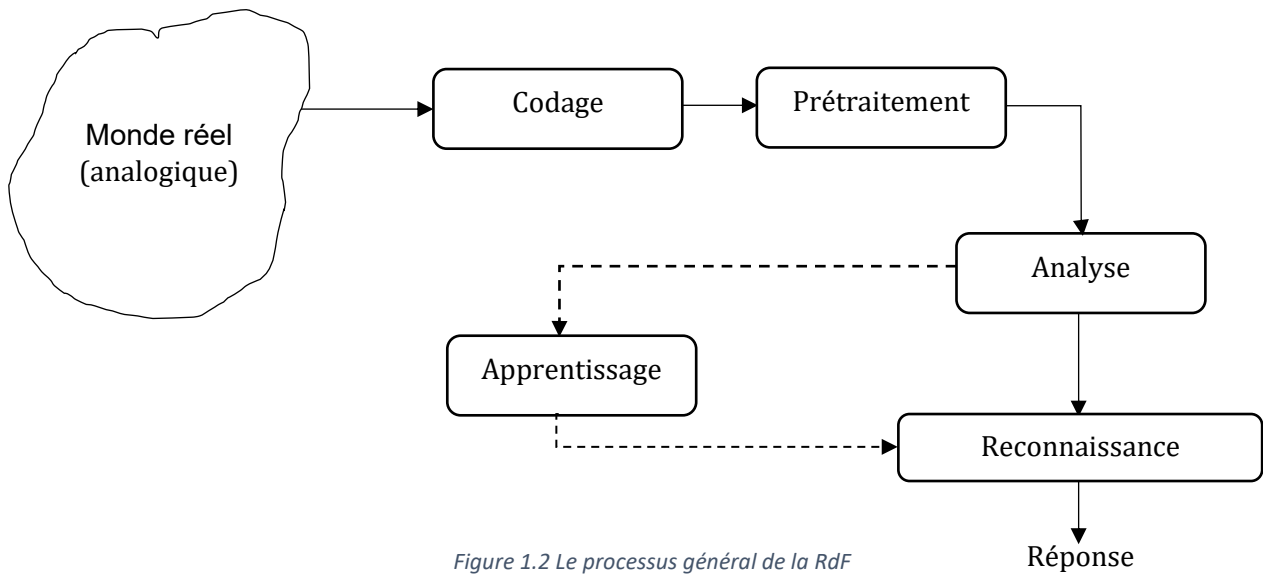 Monde réel
(analogique)
Codage
Prétraitement
Analyse
Apprentissage
Reconnaissance
Réponse
Figure 1.2 Le processus général de la RdF